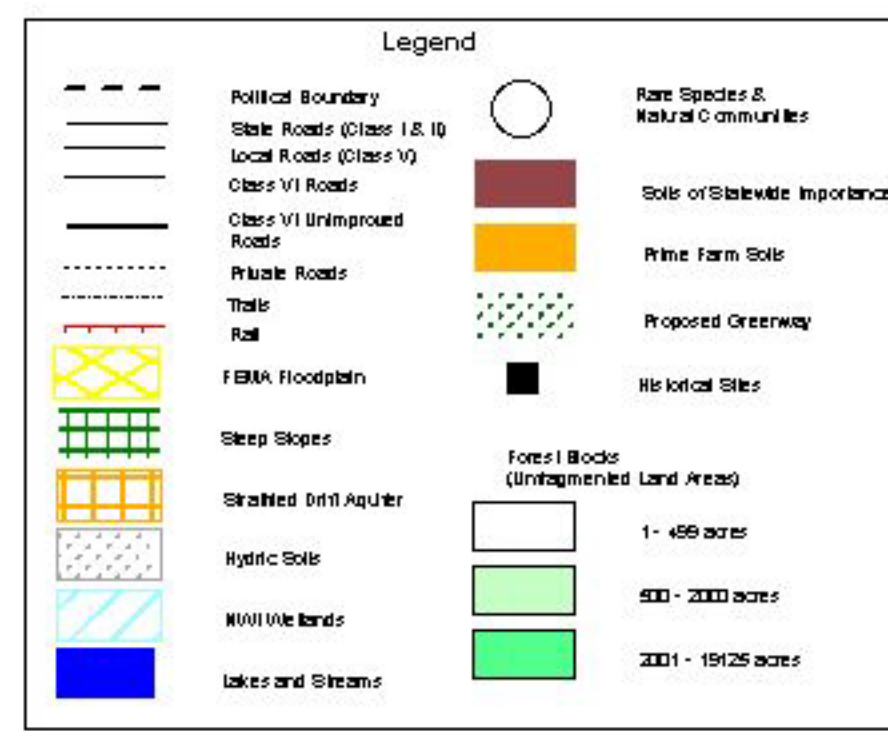 Legend
Political Boundary
State Roads (Class I & II)
Local Roads (Class V)
Class VI Roads
Class VI Unimproved
Roads
Private Roads
Trails
Rail
FEMA Floodplain
Steep Slopes
Stratified Drift Aquifer
Hydric Soils
NWI Wetlands
Lakes and Streams
Rare Species &
Natural Communities
Soils of Statewide Importance
Prime Farm Soils
Proposed Greenway
Historical Sites
Forest Blocks
(Unfragmented Land Areas)
1 - 499 acres
500 - 2000 acres
2001 - 19125 acres